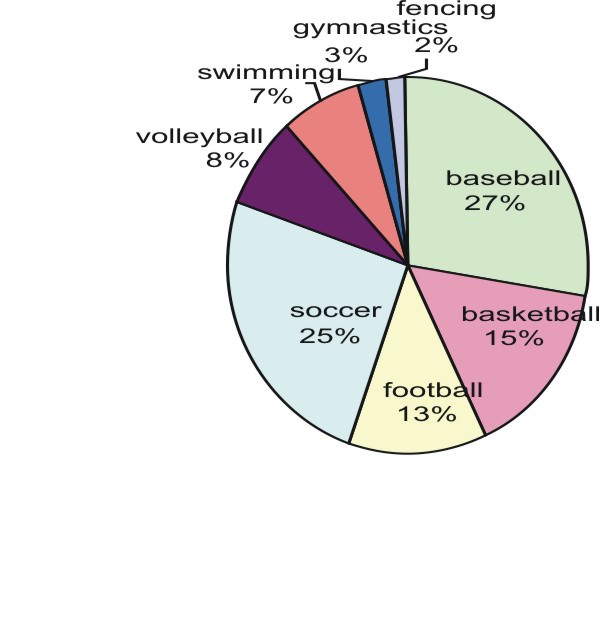 fencing
2%
gymnastics
3%
swimming
7%
volleyball
8%
baseball
27%
basketball
15%
soccer
25%
football
13%